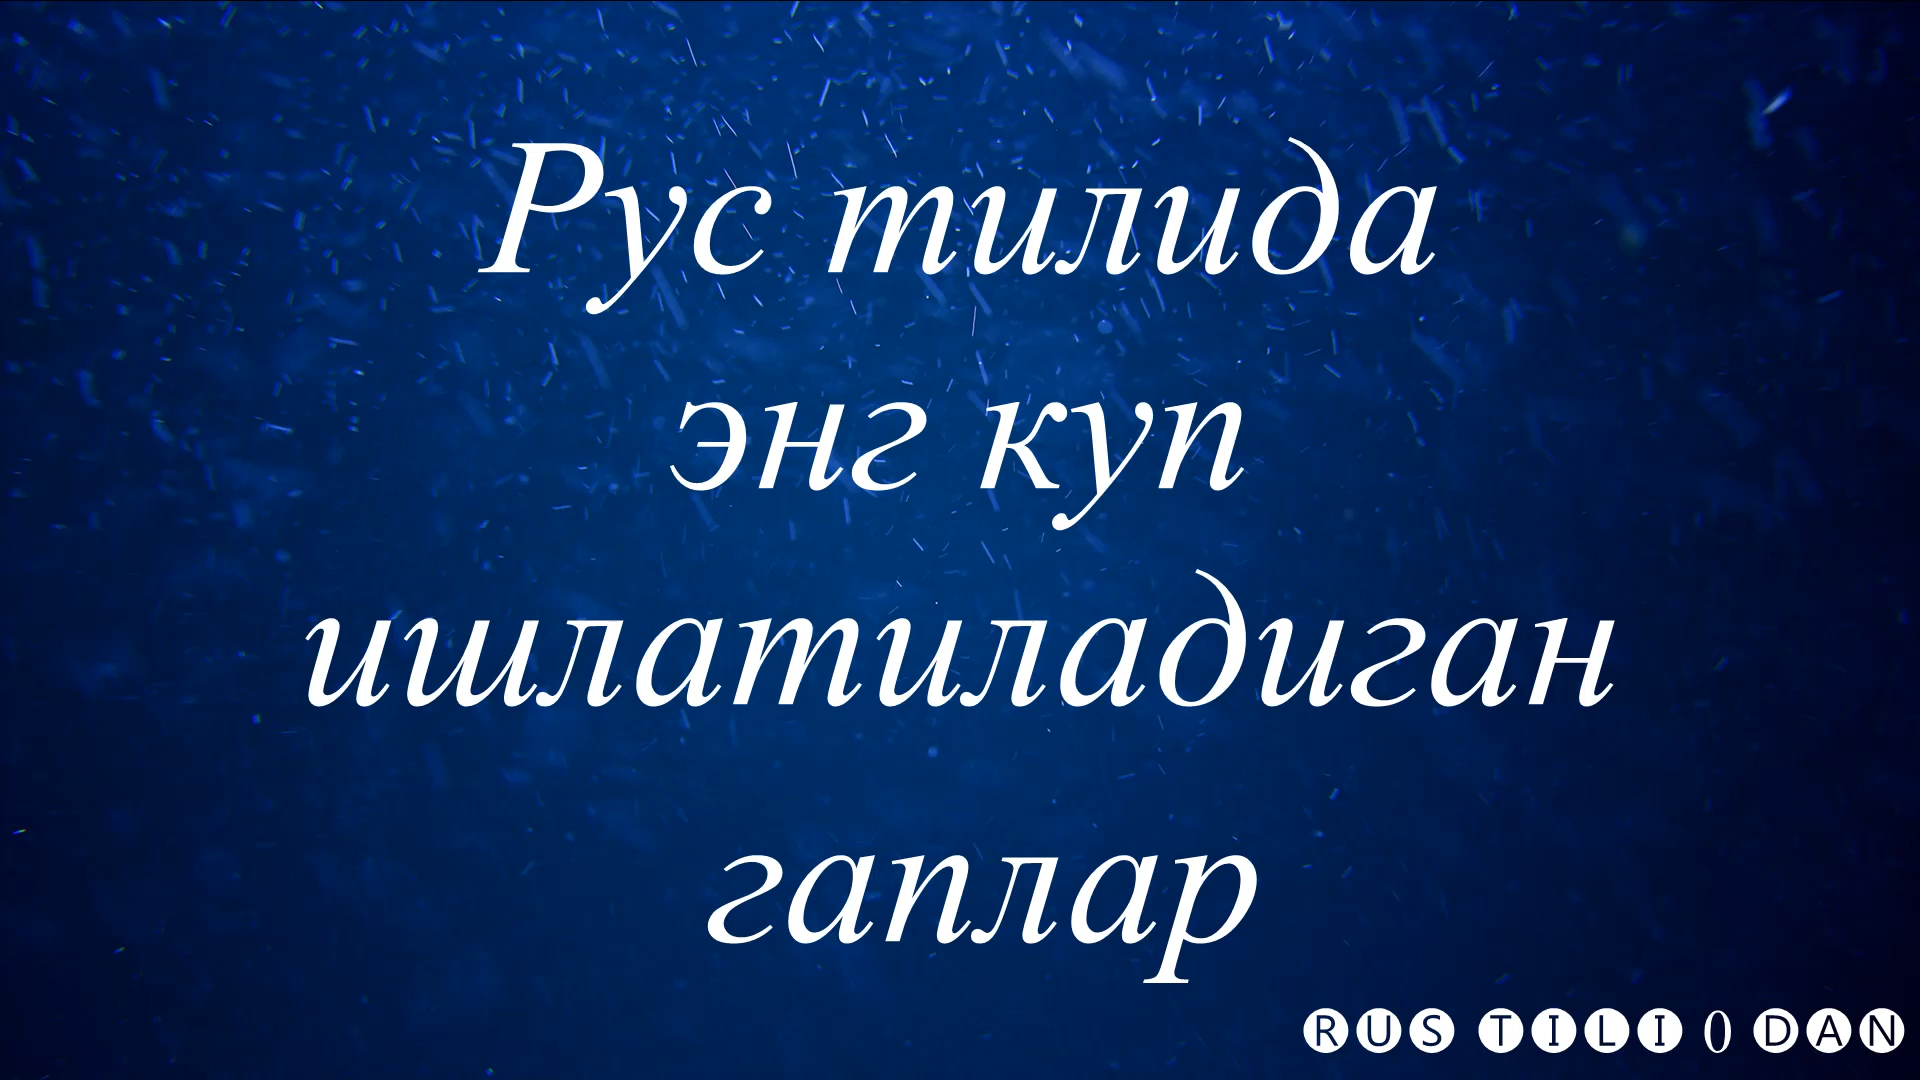 Рус тилида
энг куп
ишлатиладиган
гаплар
RUS TILI 0 DAN